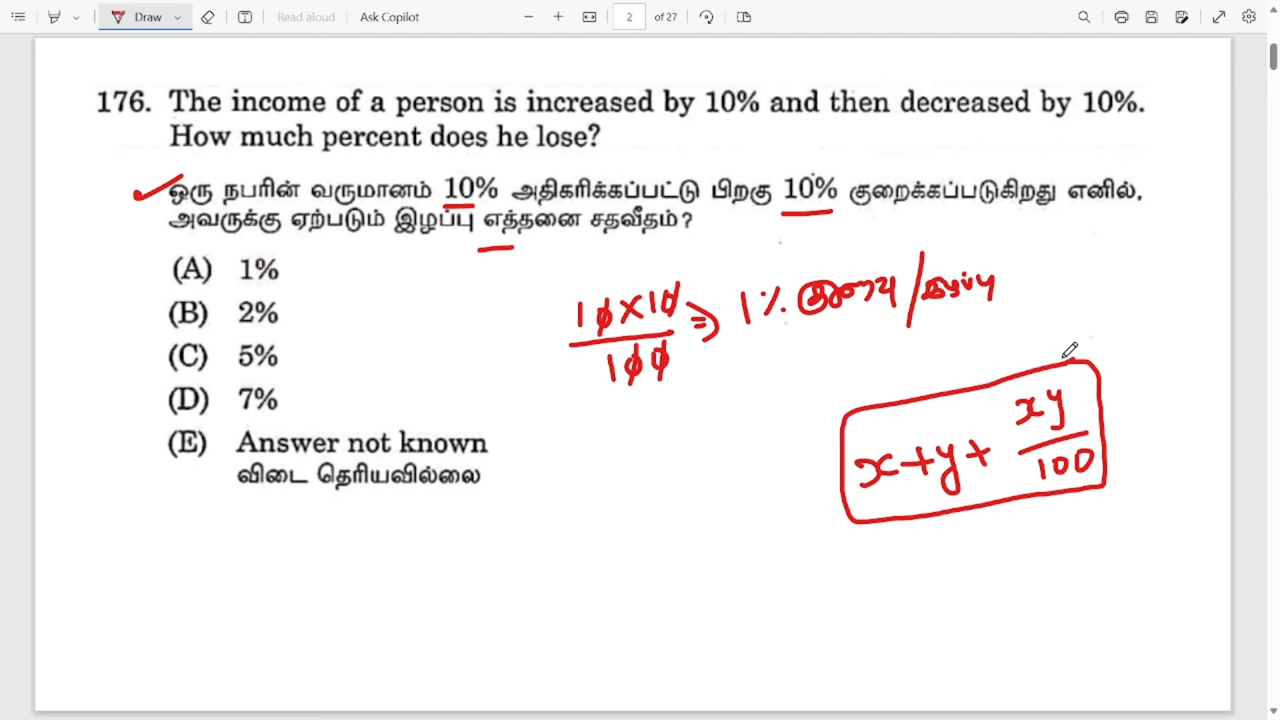 Draw Read aloud Ask Copilot 2 of 27
176. The income of a person is increased by 10% and then decreased by 10%.
How much percent does he lose?
ஒரு நபரின் வருமானம் 10% அதிகரிக்கப்பட்டு பிறகு 10% குறைக்கப்படுகிறது எனில்,
அவருக்கு ஏற்படும் இழப்பு எத்தனை சதவீதம்?
(A) 1%
(B) 2%
(C) 5%
(D) 7%
(E) Answer not known
விடை தெரியவில்லை
10 × 10
100
⇒ 1% குறைவு / இழப்பு
x + y + xy
100